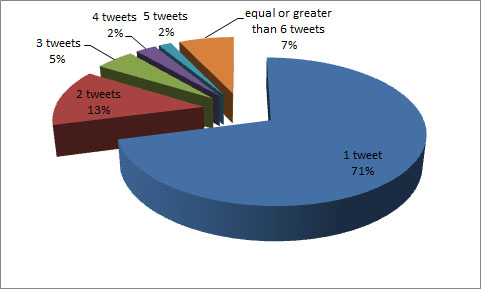 4 tweets
2%
5 tweets
2%
equal or greater
than 6 tweets
7%
3 tweets
5%
2 tweets
13%
1 tweet
71%